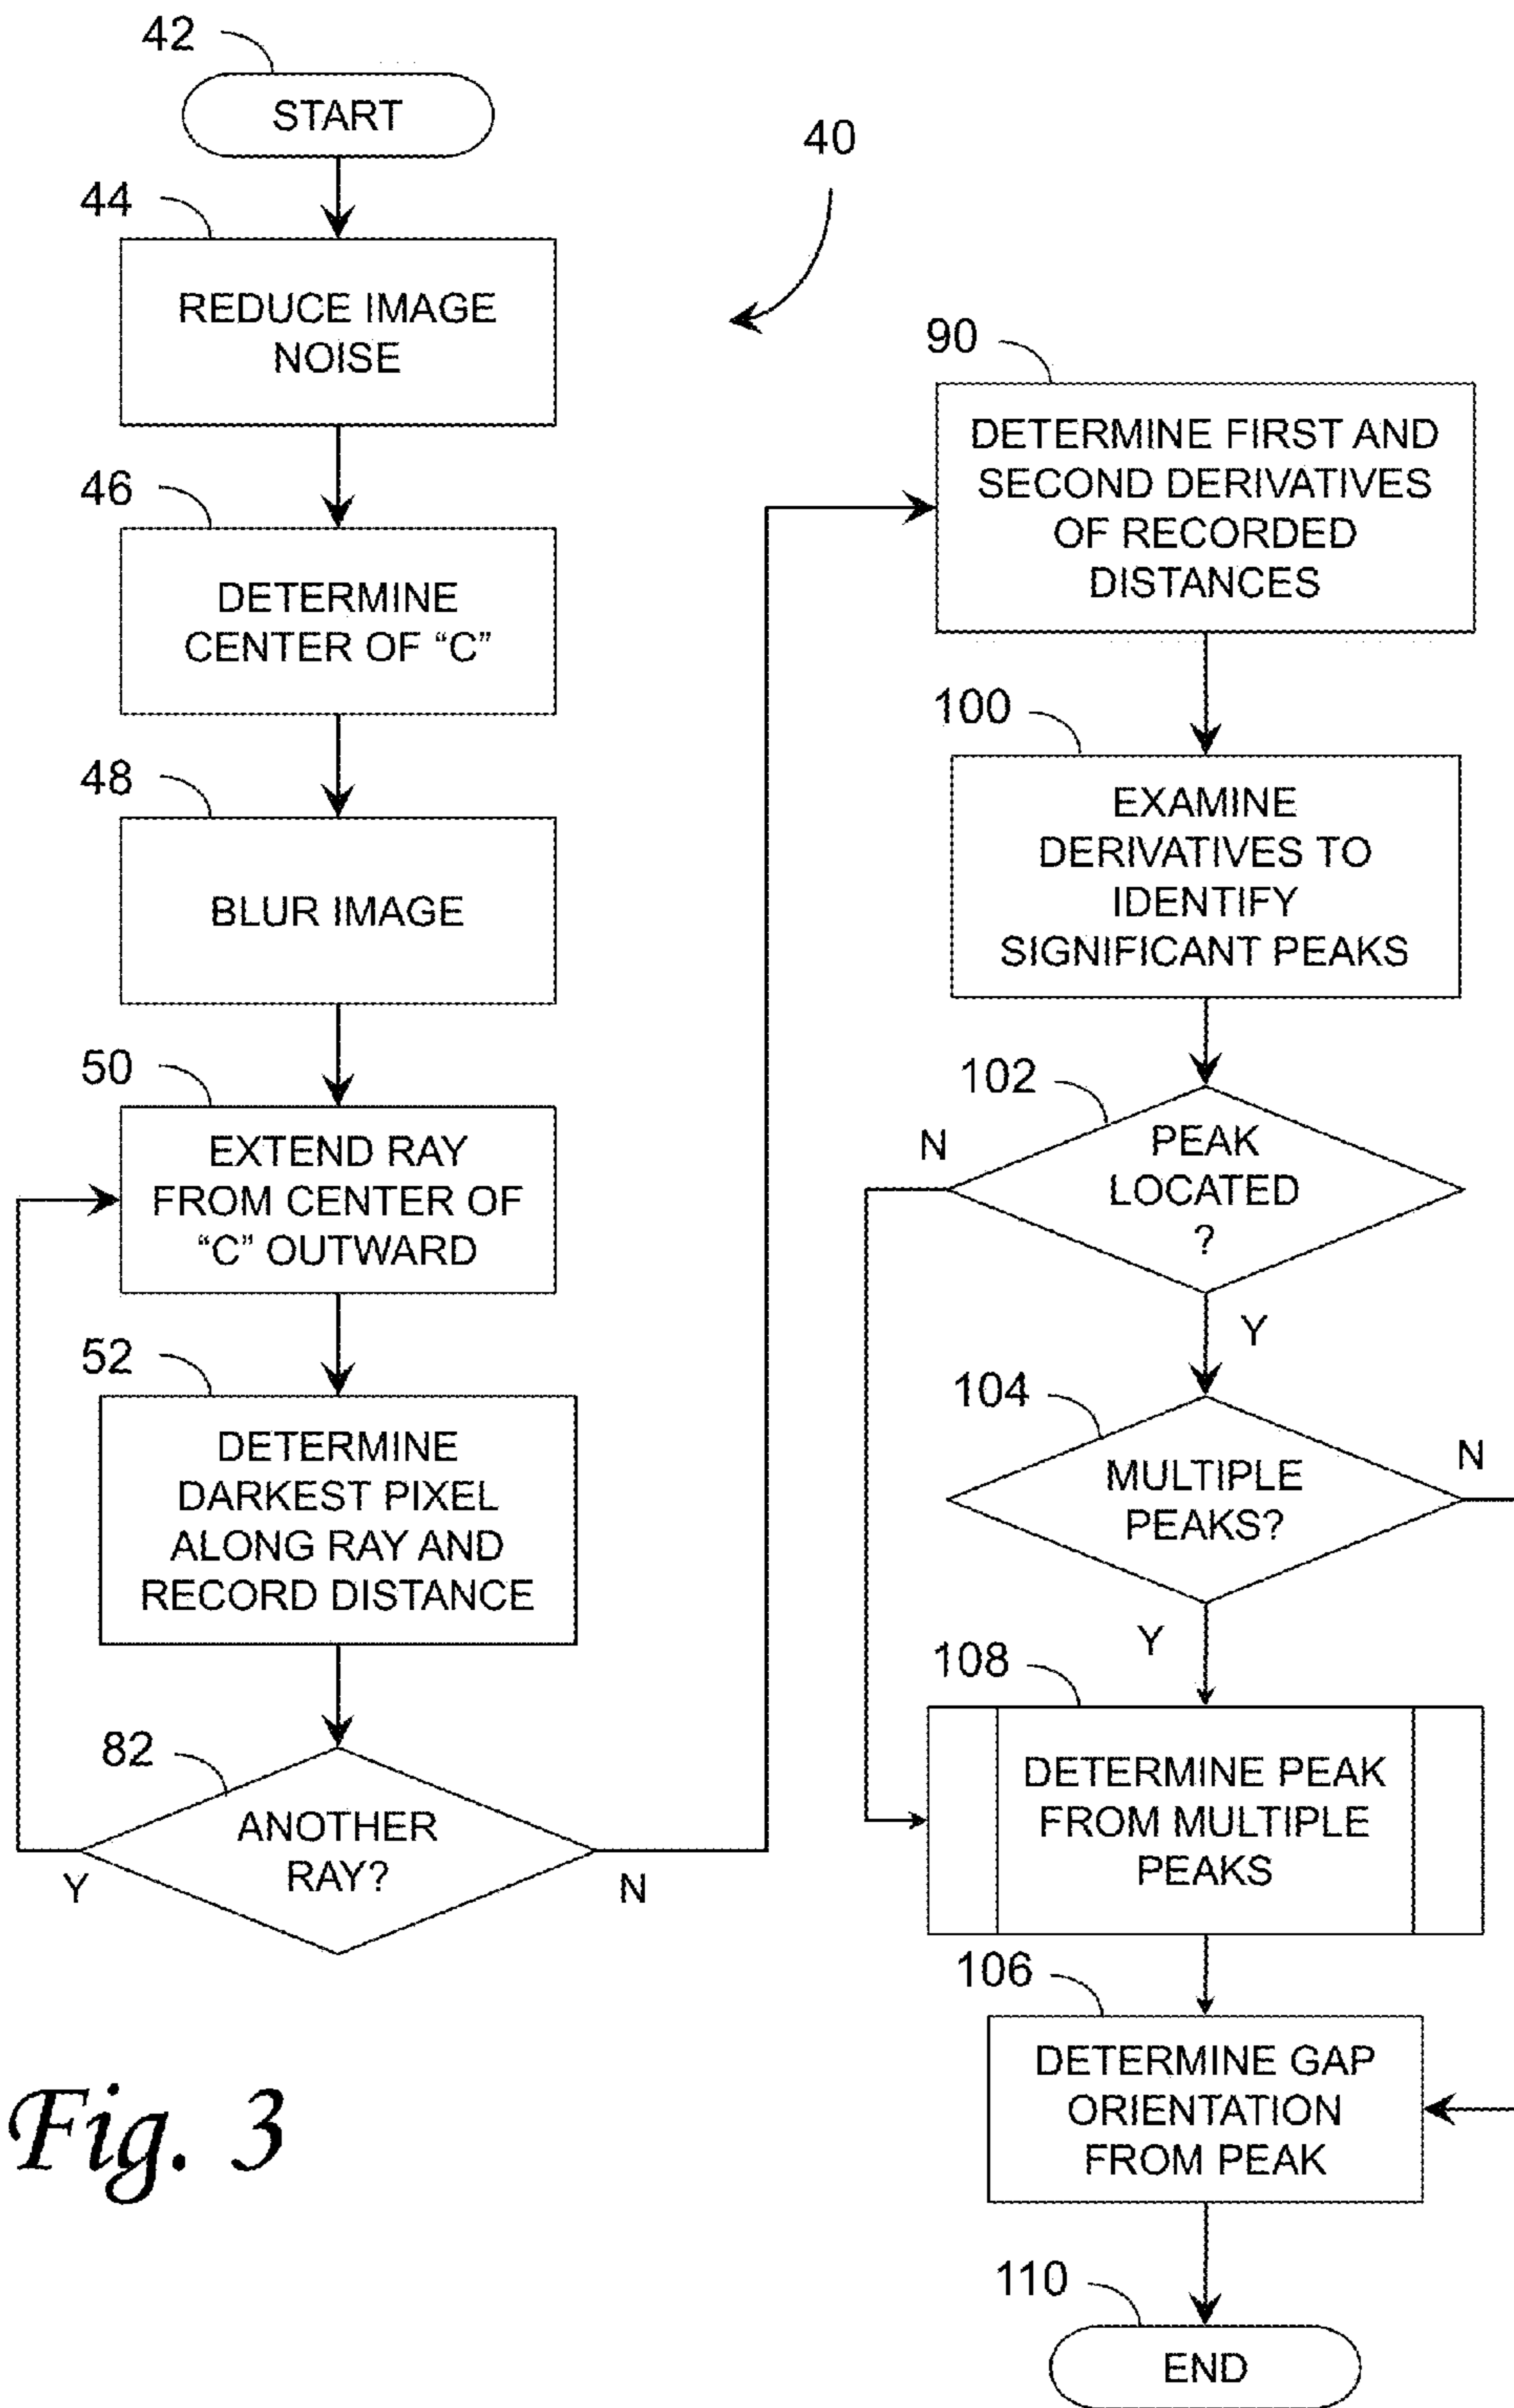 42
START
40
44
REDUCE IMAGE
NOISE
46
DETERMINE
CENTER OF “C”
48
BLUR IMAGE
50
EXTEND RAY
FROM CENTER OF
“C” OUTWARD
52
DETERMINE
DARKEST PIXEL
ALONG RAY AND
RECORD DISTANCE
82
ANOTHER
RAY?
Y
N
90
DETERMINE FIRST AND
SECOND DERIVATIVES
OF RECORDED
DISTANCES
100
EXAMINE
DERIVATIVES TO
IDENTIFY
SIGNIFICANT PEAKS
102
N
PEAK
LOCATED
?
Y
104
MULTIPLE
PEAKS?
N
Y
108
DETERMINE PEAK
FROM MULTIPLE
PEAKS
106
DETERMINE GAP
ORIENTATION
FROM PEAK
110
END
Fig. 3